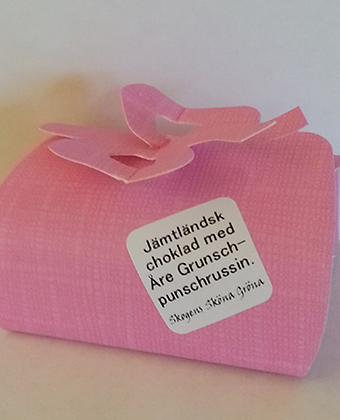 Jämtländsk
choklad med
Åre Grunsch–
punschrussin.
Skogens Sköna Gröna